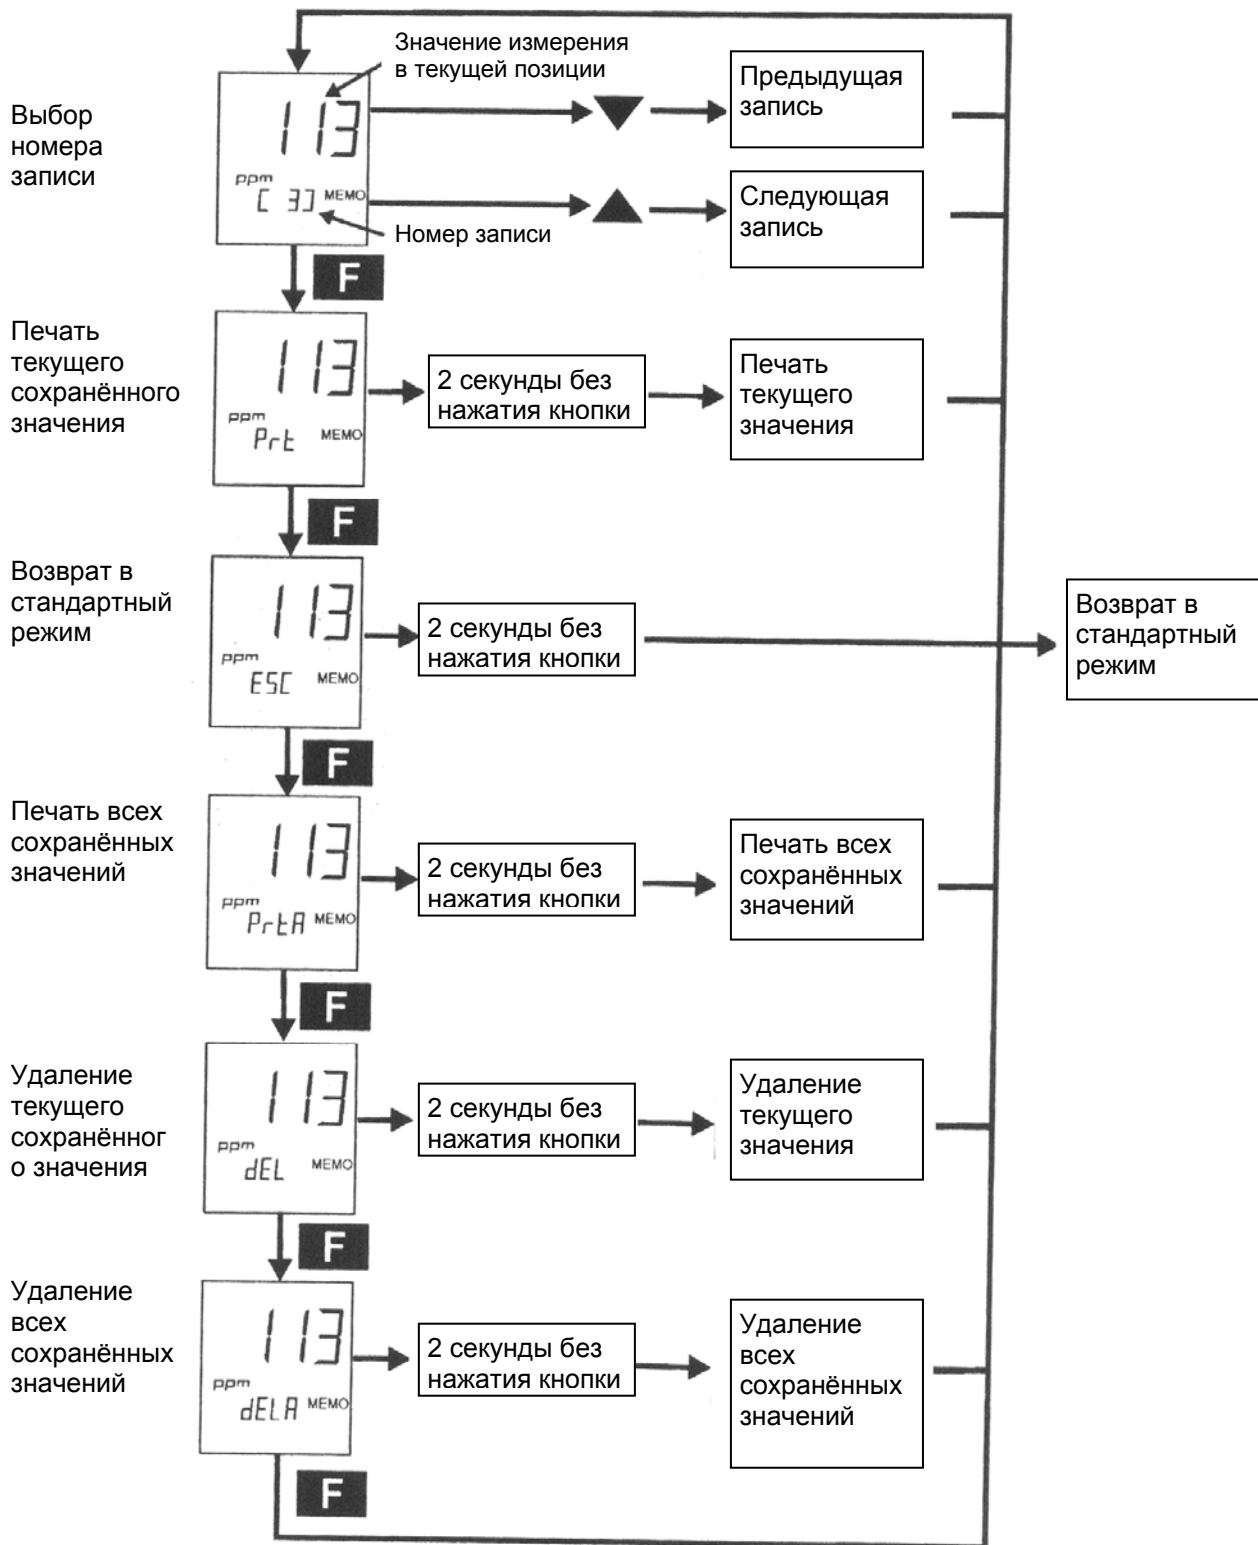 Значение измерения
в текущей позиции
Выбор
номера
записи
113
ppm
[ 3] MEMO
Номер записи
Предыдущая
запись
Следующая
запись
F
Печать
текущего
сохранённого
значения
113
ppm
Prt MEMO
2 секунды без
нажатия кнопки
Печать
текущего
значения
F
Возврат в
стандартный
режим
113
ppm
ESC MEMO
2 секунды без
нажатия кнопки
Возврат в
стандартный
режим
F
Печать всех
сохранённых
значений
113
ppm
PrtA MEMO
2 секунды без
нажатия кнопки
Печать всех
сохранённых
значений
F
Удаление
текущего
сохранённог
о значения
113
ppm
dEL MEMO
2 секунды без
нажатия кнопки
Удаление
текущего
значения
F
Удаление
всех
сохранённых
значений
113
ppm
dELA MEMO
2 секунды без
нажатия кнопки
Удаление
всех
сохранённых
значений
F